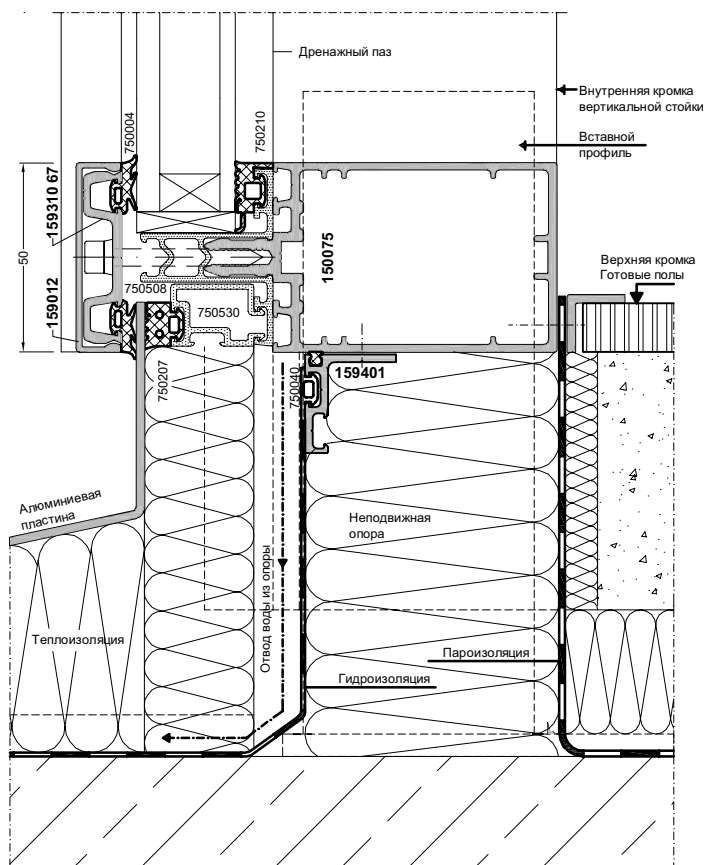 Дренажный паз
Внутренняя кромка
вертикальной стойки
Вставной
профиль
750004
750210
159310 67
50
150075
Верхняя кромка
Готовые полы
750508
750530
159012
750207
750040
159401
Алюминиевая
пластина
Неподвижная
опора
Отвод воды из опоры
Теплоизоляция
Пароизоляция
Гидроизоляция